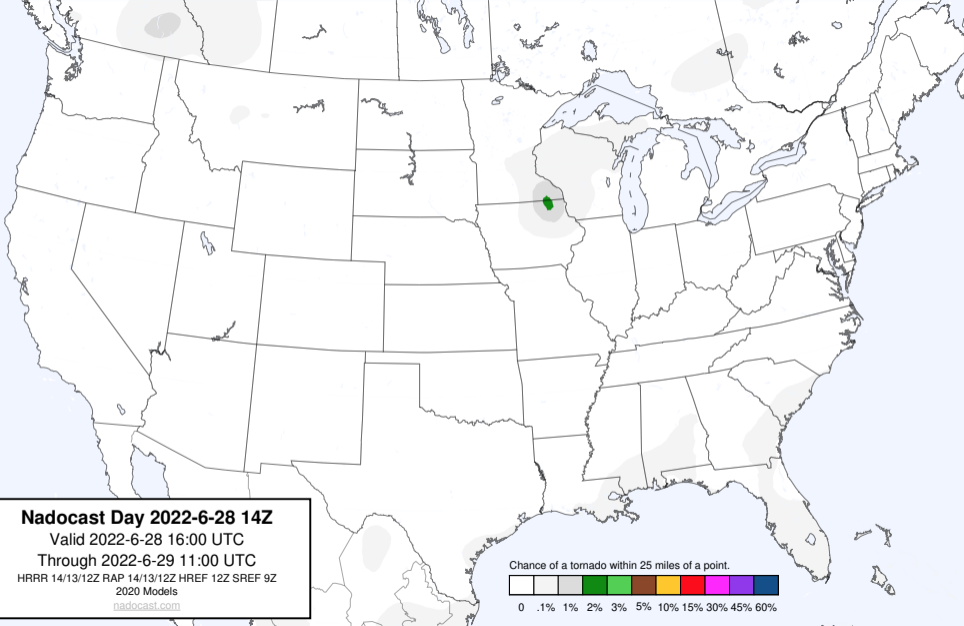 Nadocast Day 2022-6-28 14Z
Valid 2022-6-28 16:00 UTC
Through 2022-6-29 11:00 UTC
HRRR 14/13/12Z RAP 14/13/12Z HREF 12Z SREF 9Z
2020 Models
nadocast.com
Chance of a tornado within 25 miles of a point.
0 .1% 1% 2% 3% 5% 10% 15% 30% 45% 60%